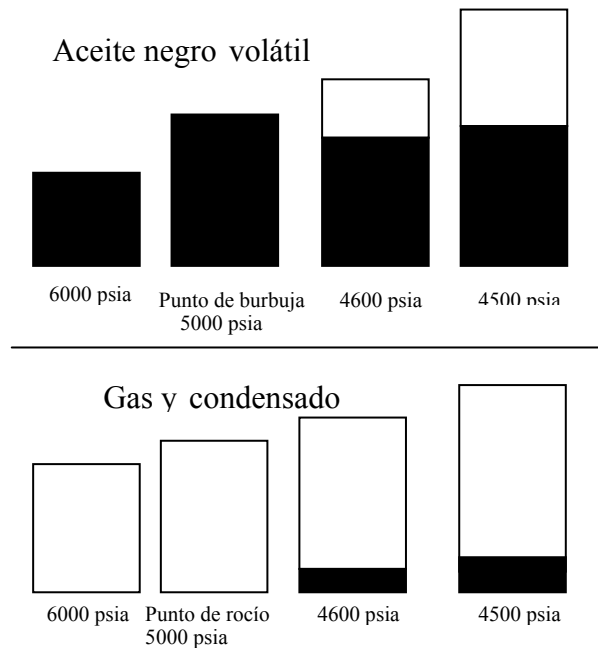 Aceite negro volátil
6000 psia
Punto de burbuja
5000 psia
4600 psia
4500 psia
Gas y condensado
6000 psia
Punto de rocío
5000 psia
4600 psia
4500 psia